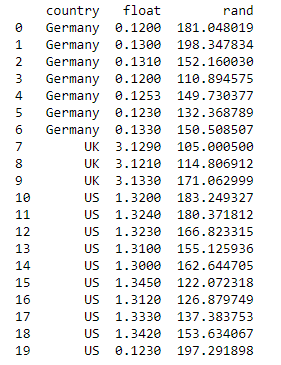 country float rand
0 Germany 0.1200 181.048019
1 Germany 0.1300 198.347834
2 Germany 0.1310 152.160030
3 Germany 0.1200 110.894575
4 Germany 0.1253 149.730377
5 Germany 0.1230 132.368789
6 Germany 0.1330 150.508507
7 UK 3.1290 105.000500
8 UK 3.1210 114.806912
9 UK 3.1330 171.062999
10 US 1.3200 183.249327
11 US 1.3240 180.371812
12 US 1.3230 166.823315
13 US 1.3100 155.125936
14 US 1.3000 162.644705
15 US 1.3450 122.072318
16 US 1.3120 126.879749
17 US 1.3330 137.383753
18 US 1.3420 153.634067
19 US 0.1230 197.291898